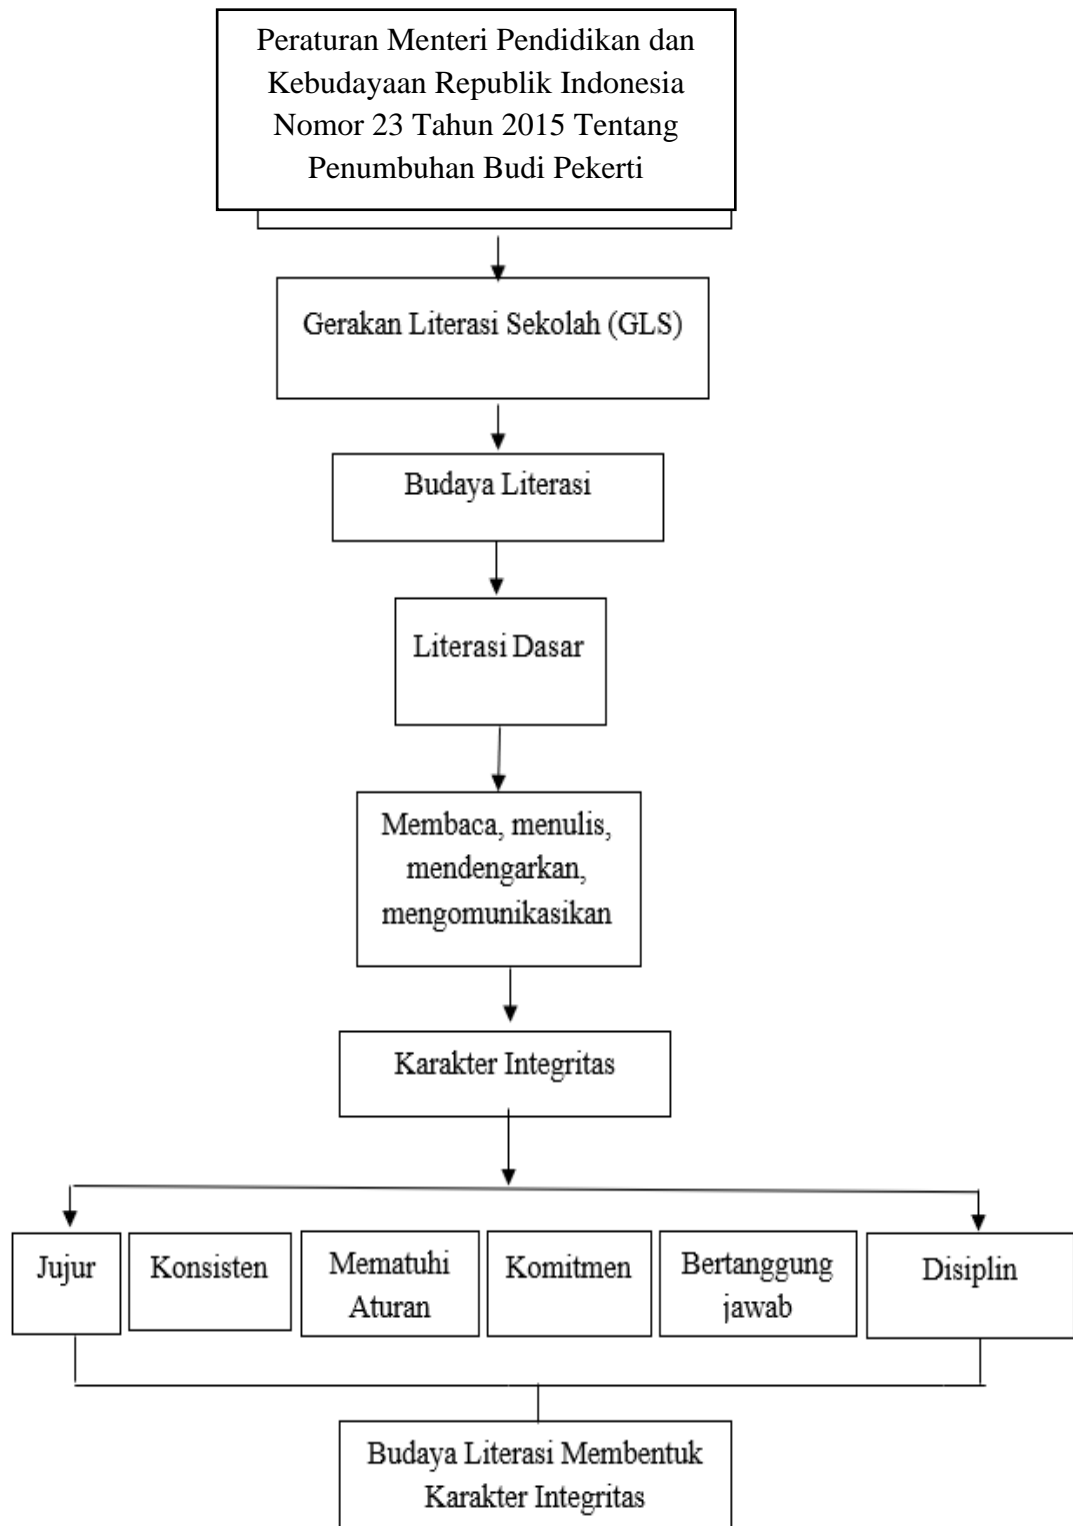 Peraturan Menteri Pendidikan dan
Kebudayaan Republik Indonesia
Nomor 23 Tahun 2015 Tentang
Penumbuhan Budi Pekerti
Gerakan Literasi Sekolah (GLS)
Budaya Literasi
Literasi Dasar
Membaca, menulis,
mendengarkan,
mengomunikasikan
Karakter Integritas
Jujur
Konsisten
Mematuhi
Aturan
Komitmen
Bertanggung
jawab
Disiplin
Budaya Literasi Membentuk
Karakter Integritas